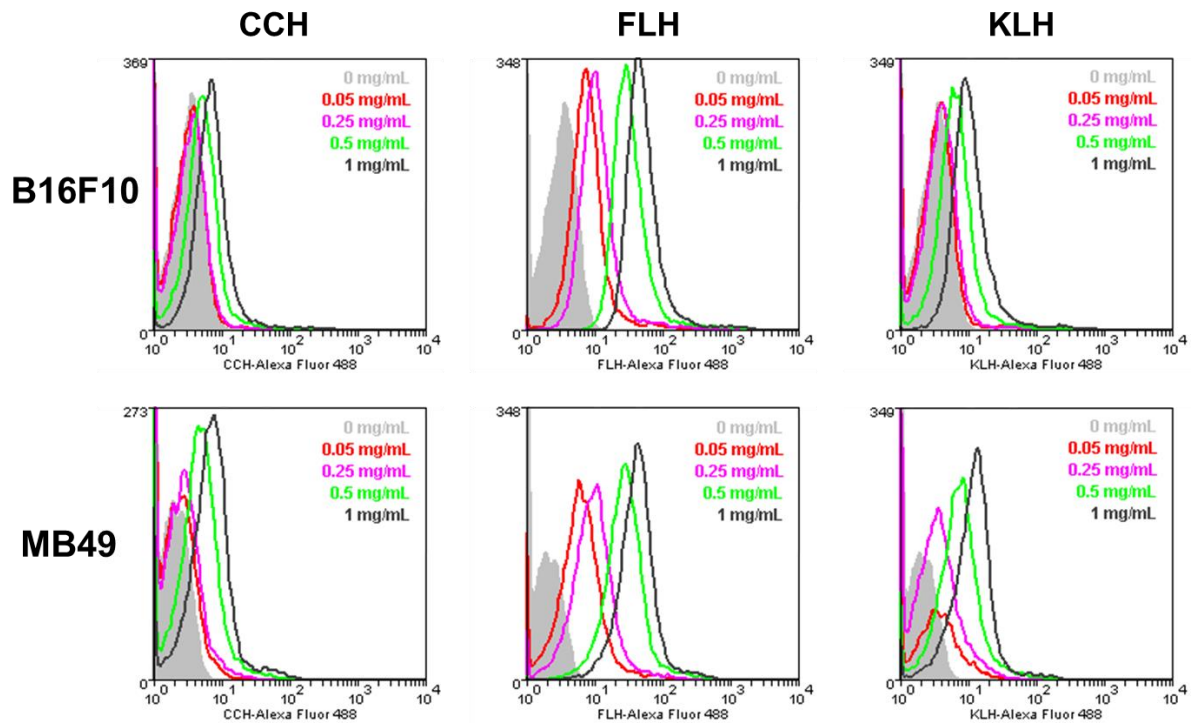 CCH FLH KLH
B16F10
369
0 mg/mL
0.05 mg/mL
0.25 mg/mL
0.5 mg/mL
1 mg/mL
0
10^0 10^1 10^2 10^3 10^4
CCH-Alexa Fluor 488
348
0 mg/mL
0.05 mg/mL
0.25 mg/mL
0.5 mg/mL
1 mg/mL
0
10^0 10^1 10^2 10^3 10^4
FLH-Alexa Fluor 488
349
0 mg/mL
0.05 mg/mL
0.25 mg/mL
0.5 mg/mL
1 mg/mL
0
10^0 10^1 10^2 10^3 10^4
KLH-Alexa Fluor 488
MB49
273
0 mg/mL
0.05 mg/mL
0.25 mg/mL
0.5 mg/mL
1 mg/mL
0
10^0 10^1 10^2 10^3 10^4
CCH-Alexa Fluor 488
348
0 mg/mL
0.05 mg/mL
0.25 mg/mL
0.5 mg/mL
1 mg/mL
0
10^0 10^1 10^2 10^3 10^4
FLH-Alexa Fluor 488
349
0 mg/mL
0.05 mg/mL
0.25 mg/mL
0.5 mg/mL
1 mg/mL
0
10^0 10^1 10^2 10^3 10^4
KLH-Alexa Fluor 488